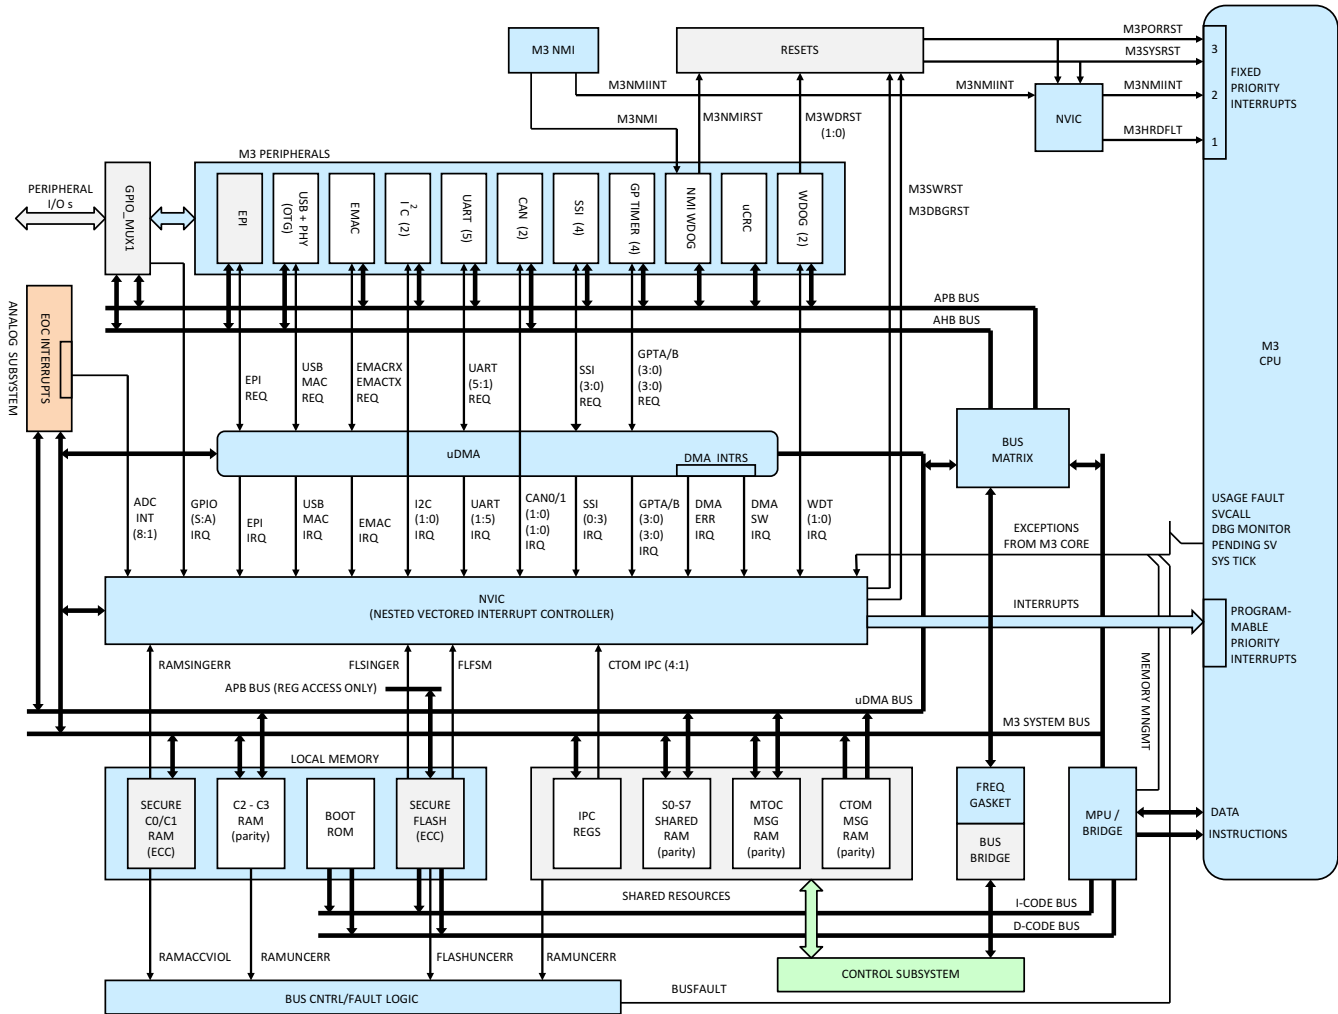 M3 NMI
RESETS
M3PORRST
M3SYSRST
3
FIXED
PRIORITY
INTERRUPTS
M3NMIINT
M3NMIINT
M3NMIINT
2
NVIC
M3NMI
M3NMIRST
M3WDRST
(1:0)
M3HRDFLT
1
M3 PERIPHERALS
PERIPHERAL
I/O s
GPIO_MUX1
EPI
USB + PHY
(OTG)
EMAC
I2C (2)
UART (5)
CAN (2)
SSI (4)
GP TIMER (4)
NMI WDOG
uCRC
WDOG (2)
M3SWRST
M3DBGRST
APB BUS
AHB BUS
ANALOG SUBSYSTEM
EOC INTERRUPTS
M3
CPU
EPI
REQ
USB
MAC
REQ
EMACRX
EMACTX
REQ
UART
(5:1)
REQ
SSI
(3:0)
REQ
GPTA/B
(3:0)
(3:0)
REQ
uDMA
DMA INTRS
BUS
MATRIX
ADC
INT
(8:1)
GPIO
(S:A)
IRQ
EPI
IRQ
USB
MAC
IRQ
EMAC
IRQ
I2C
(1:0)
IRQ
UART
(1:5)
IRQ
CAN0/1
(1:0)
(1:0)
IRQ
SSI
(0:3)
IRQ
GPTA/B
(3:0)
(3:0)
IRQ
DMA
ERR
IRQ
DMA
SW
IRQ
WDT
(1:0)
IRQ
EXCEPTIONS
FROM M3 CORE
USAGE FAULT
SVCALL
DBG MONITOR
PENDING SV
SYS TICK
NVIC
(NESTED VECTORED INTERRUPT CONTROLLER)
INTERRUPTS
PROGRAM-
MABLE
PRIORITY
INTERRUPTS
RAMSINGERR
FLSINGER
FLFSM
CTOM IPC (4:1)
APB BUS (REG ACCESS ONLY)
MEMORY MNGMT
uDMA BUS
M3 SYSTEM BUS
LOCAL MEMORY
SECURE
C0/C1
RAM
(ECC)
C2 - C3
RAM
(parity)
BOOT
ROM
SECURE
FLASH
(ECC)
IPC
REGS
S0-S7
SHARED
RAM
(parity)
MTOC
MSG
RAM
(parity)
CTOM
MSG
RAM
(parity)
FREQ
GASKET
BUS
BRIDGE
MPU /
BRIDGE
DATA
INSTRUCTIONS
SHARED RESOURCES
I-CODE BUS
D-CODE BUS
RAMACCVIOL
RAMUNCERR
FLASHUNCERR
RAMUNCERR
CONTROL SUBSYSTEM
BUS CNTRL/FAULT LOGIC
BUSFAULT